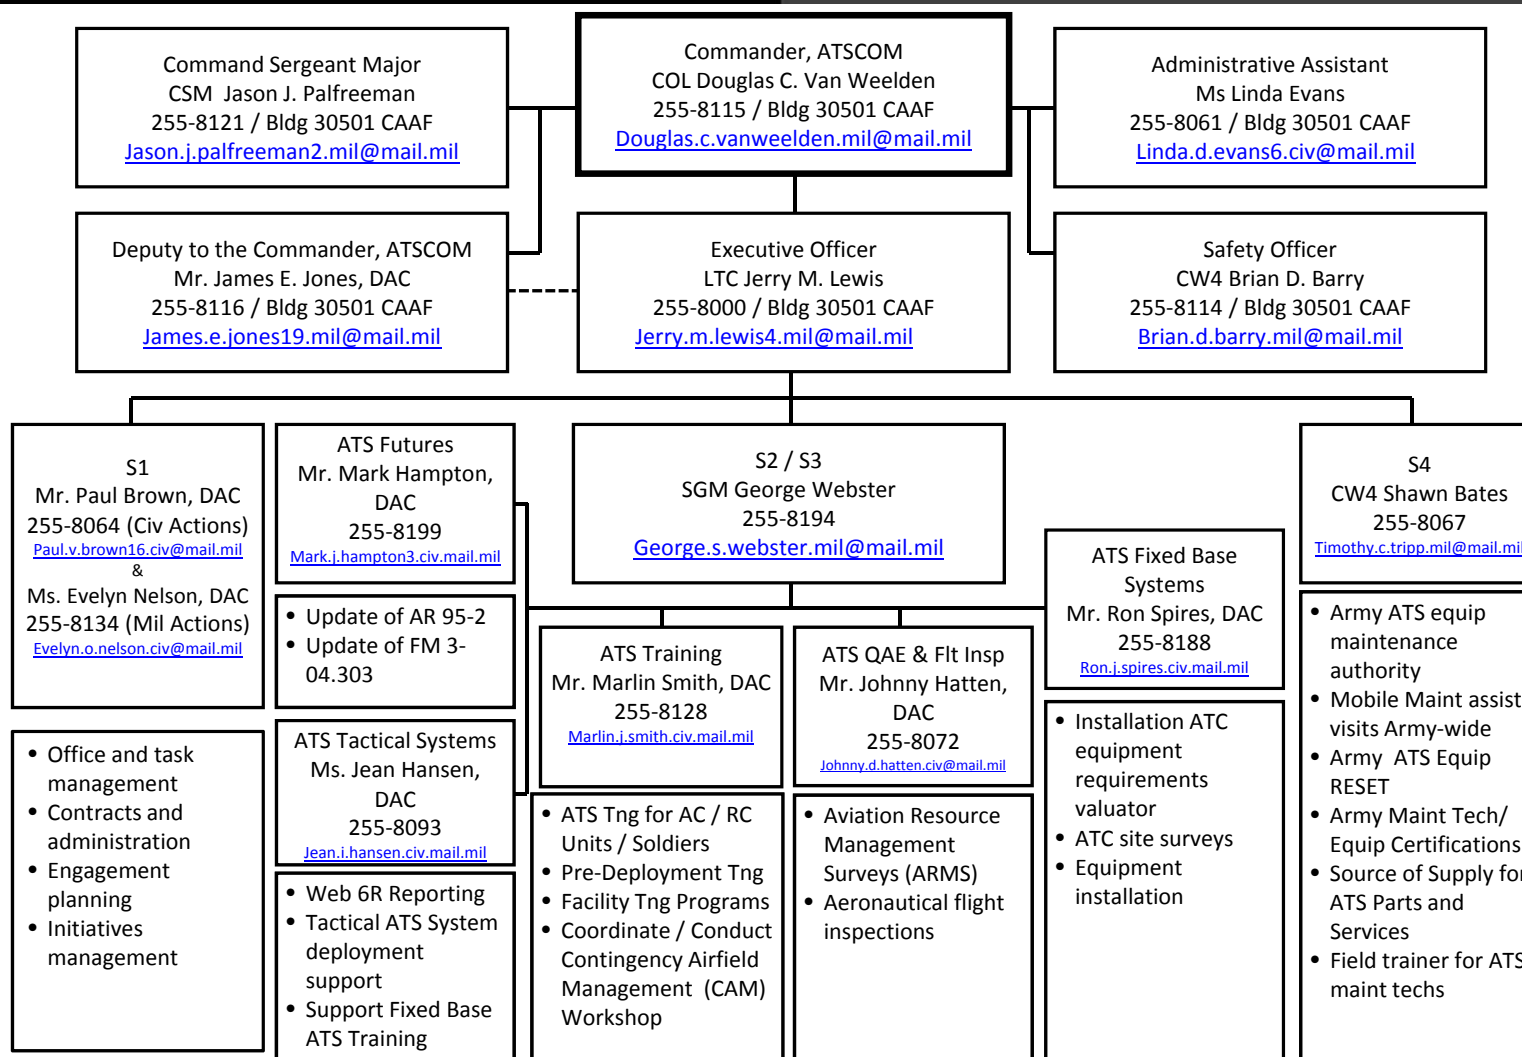 Command Sergeant Major
CSM Jason J. Palfreeman
255-8121 / Bldg 30501 CAAF
Jason.j.palfreeman2.mil@mail.mil
Commander, ATSCOM
COL Douglas C. Van Weelden
255-8115 / Bldg 30501 CAAF
Douglas.c.vanweelden.mil@mail.mil
Administrative Assistant
Ms Linda Evans
255-8061 / Bldg 30501 CAAF
Linda.d.evans6.civ@mail.mil
Deputy to the Commander, ATSCOM
Mr. James E. Jones, DAC
255-8116 / Bldg 30501 CAAF
James.e.jones19.mil@mail.mil
Executive Officer
LTC Jerry M. Lewis
255-8000 / Bldg 30501 CAAF
Jerry.m.lewis4.mil@mail.mil
Safety Officer
CW4 Brian D. Barry
255-8114 / Bldg 30501 CAAF
Brian.d.barry.mil@mail.mil
S1
Mr. Paul Brown, DAC
255-8064 (Civ Actions)
Paul.v.brown16.civ@mail.mil
&
Ms. Evelyn Nelson, DAC
255-8134 (Mil Actions)
Evelyn.o.nelson.civ@mail.mil
• Office and task
management
• Contracts and
administration
• Engagement
planning
• Initiatives
management
ATS Futures
Mr. Mark Hampton,
DAC
255-8199
Mark.j.hampton3.civ.mail.mil
• Update of AR 95-2
• Update of FM 3-
04.303
ATS Tactical Systems
Ms. Jean Hansen,
DAC
255-8093
Jean.i.hansen.civ.mail.mil
• Web 6R Reporting
• Tactical ATS System
deployment
support
• Support Fixed Base
ATS Training
S2 / S3
SGM George Webster
255-8194
George.s.webster.mil@mail.mil
ATS Training
Mr. Marlin Smith, DAC
255-8128
Marlin.j.smith.civ.mail.mil
• ATS Tng for AC / RC
Units / Soldiers
• Pre-Deployment Tng
• Facility Tng Programs
• Coordinate / Conduct
Contingency Airfield
Management (CAM)
Workshop
ATS QAE & Flt Insp
Mr. Johnny Hatten,
DAC
255-8072
Johnny.d.hatten.civ@mail.mil
• Aviation Resource
Management
Surveys (ARMS)
• Aeronautical flight
inspections
ATS Fixed Base
Systems
Mr. Ron Spires, DAC
255-8188
Ron.j.spires.civ.mail.mil
• Installation ATC
equipment
requirements
valuator
• ATC site surveys
• Equipment
installation
S4
CW4 Shawn Bates
255-8067
Timothy.c.tripp.mil@mail.mil
• Army ATS equip
maintenance
authority
• Mobile Maint assist
visits Army-wide
• Army ATS Equip
RESET
• Army Maint Tech/
Equip Certifications
• Source of Supply for
ATS Parts and
Services
• Field trainer for ATS
maint techs